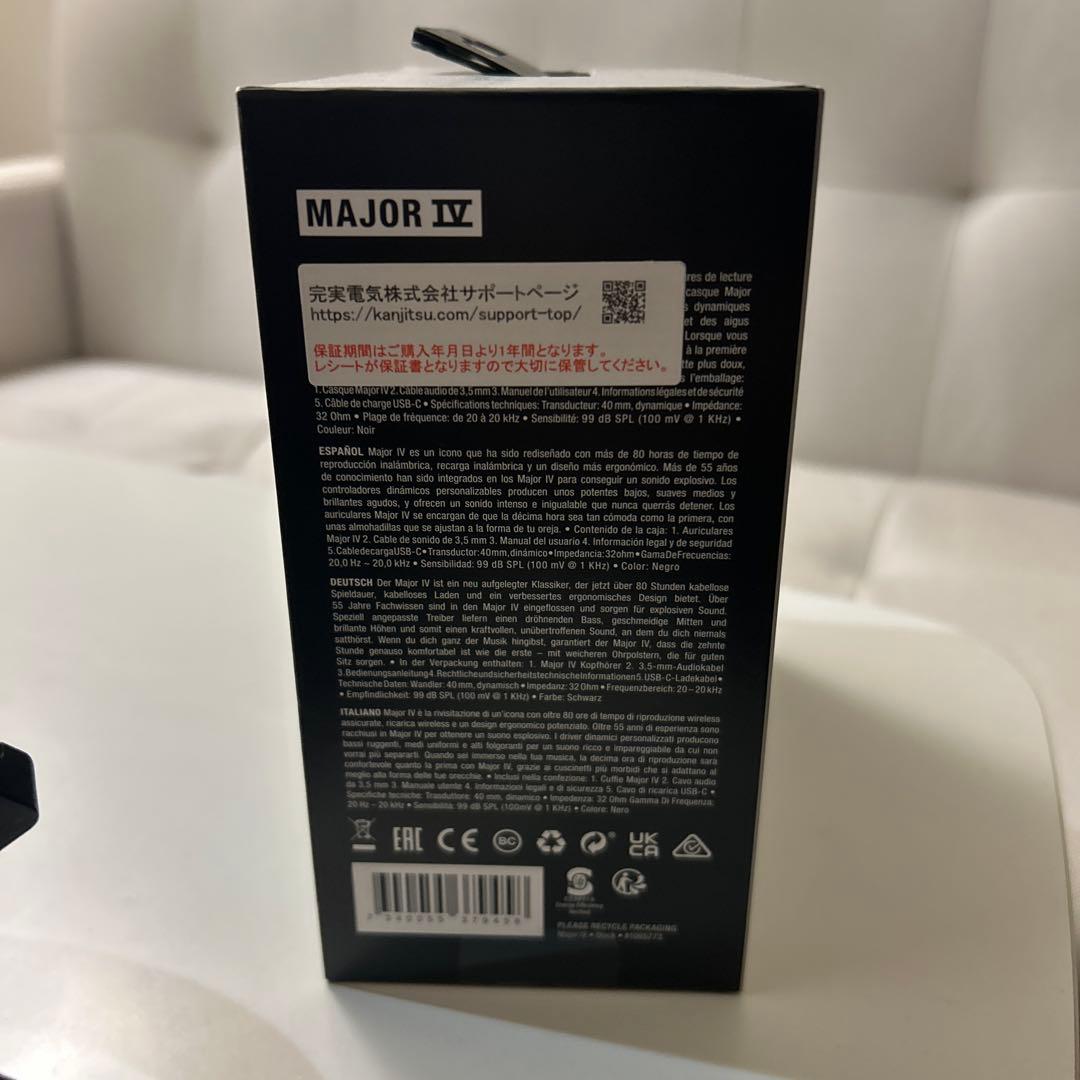 MAJOR IV
完実電気株式会社サポートページ
https://kanjitsu.com/support-top/
保証期間はご購入年月日より1年間となります。
レシートが保証書となりますので大切に保管してください。
res de lecture
casque Major
s dynamiques
et des aigus
Lorsque vous
à la première
tte plus doux,
s l'emballage:
1. Casque Major IV 2. Câble audio de 3,5 mm 3. Manuel de l'utilisateur 4. Informations légales et de sécurité
5. Câble de charge USB-C • Spécifications techniques: Transducteur: 40 mm, dynamique • Impédance:
32 Ohm • Plage de fréquence: de 20 à 20 kHz • Sensibilité: 99 dB SPL (100 mV @ 1 KHz) •
Couleur: Noir
ESPAÑOL Major IV es un icono que ha sido rediseñado con más de 80 horas de tiempo de
reproducción inalámbrica, recarga inalámbrica y un diseño más ergonómico. Más de 55 años
de conocimiento han sido integrados en los Major IV para conseguir un sonido explosivo. Los
controladores dinámicos personalizables producen unos potentes bajos, suaves medios y
brillantes agudos, y ofrecen un sonido intenso e inigualable que nunca querrás detener. Los
auriculares Major IV se encargan de que la décima hora sea tan cómoda como la primera, con
unas almohadillas que se ajustan a la forma de tu oreja. • Contenido de la caja: 1. Auriculares
Major IV 2. Cable de sonido de 3,5 mm 3. Manual del usuario 4. Información legal y de seguridad
5. Cable de carga USB-C • Transductor: 40 mm, dinámico • Impedancia: 32 ohm • Gama De Frecuencias:
20,0 Hz ~ 20,0 kHz • Sensibilidad: 99 dB SPL (100 mV @ 1 KHz) • Color: Negro
DEUTSCH Der Major IV ist ein neu aufgelegter Klassiker, der jetzt über 80 Stunden kabellose
Spieldauer, kabelloses Laden und ein verbessertes ergonomisches Design bietet. Über
55 Jahre Fachwissen sind in den Major IV eingeflossen und sorgen für explosiven Sound.
Speziell angepasste Treiber liefern einen dröhnenden Bass, geschmeidige Mitten und
brillante Höhen und somit einen kraftvollen, unübertroffenen Sound, an dem du dich niemals
satthörst. Wenn du dich ganz der Musik hingibst, garantiert der Major IV, dass die zehnte
Stunde genauso komfortabel ist wie die erste – mit weicheren Ohrpolstern, die für guten
Sitz sorgen. • In der Verpackung enthalten: 1. Major IV Kopfhörer 2. 3,5-mm-Audiokabel
3. Bedienungsanleitung 4. Rechtliche und sicherheitstechnische Informationen 5. USB-C-Ladekabel •
Technische Daten: Wandler: 40 mm, dynamisch • Impedanz: 32 Ohm • Frequenzbereich: 20–20 kHz
• Empfindlichkeit: 99 dB SPL (100 mV @ 1 KHz) • Farbe: Schwarz
ITALIANO Major IV è la rivisitazione di un'icona con oltre 80 ore di tempo di riproduzione wireless
assicurate, ricarica wireless e un design ergonomico potenziato. Oltre 55 anni di esperienza sono
racchiusi in Major IV per ottenere un suono esplosivo. I driver dinamici personalizzati producono
bassi ruggenti, medi uniformi e alti folgoranti per un suono ricco e impareggiabile da cui non
vorrai più separarti. Quando sei immerso nella tua musica, la decima ora di riproduzione sarà
confortevole quanto la prima con Major IV, grazie ai cuscinetti più morbidi che si adattano al
meglio alla forma delle tue orecchie. • Inclusi nella confezione: 1. Cuffie Major IV 2. Cavo audio
da 3,5 mm 3. Manuale utente 4. Informazioni legali e di sicurezza 5. Cavo di ricarica USB-C •
Specifiche tecniche: Trasduttore: 40 mm, dinamico • Impedenza: 32 Ohm Gamma Di Frequenza:
20 Hz – 20 kHz • Sensibilità: 99 dB SPL (100mV @ 1 KHz) • Colore: Nero
EAC CE BC UK CA
7 340055 379496
Energy Efficiency
PLEASE RECYCLE PACKAGING
Major IV • Black •